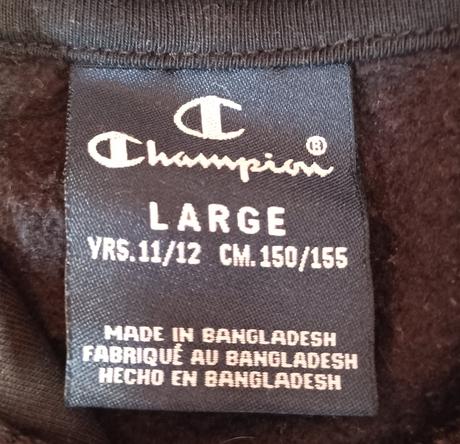 C
Champion®
LARGE
YRS.11/12 CM.150/155
MADE IN BANGLADESH
FABRIQUÉ AU BANGLADESH
HECHO EN BANGLADESH